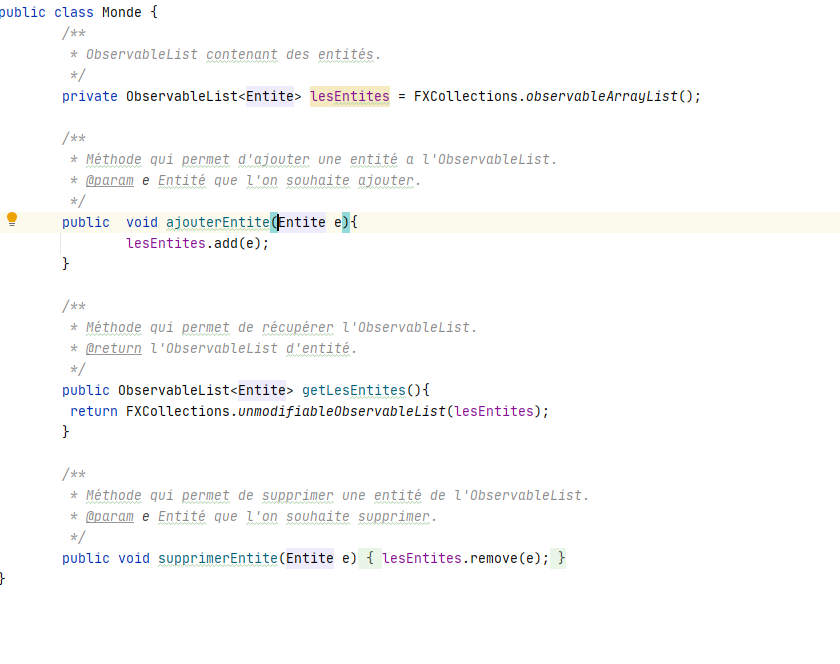 public class Monde {
/**
* ObservableList contenant des entités.
*/
private ObservableList<Entite> lesEntites = FXCollections.observableArrayList();
/**
* Méthode qui permet d'ajouter une entité a l'ObservableList.
* @param e Entité que l'on souhaite ajouter.
*/
public  void ajouterEntite(Entite e){
lesEntites.add(e);
}
/**
* Méthode qui permet de récupérer l'ObservableList.
* @return l'ObservableList d'entité.
*/
public ObservableList<Entite> getLesEntites(){
return FXCollections.unmodifiableObservableList(lesEntites);
}
/**
* Méthode qui permet de supprimer une entité de l'ObservableList.
* @param e Entité que l'on souhaite supprimer.
*/
public void supprimerEntite(Entite e) { lesEntites.remove(e); }
}